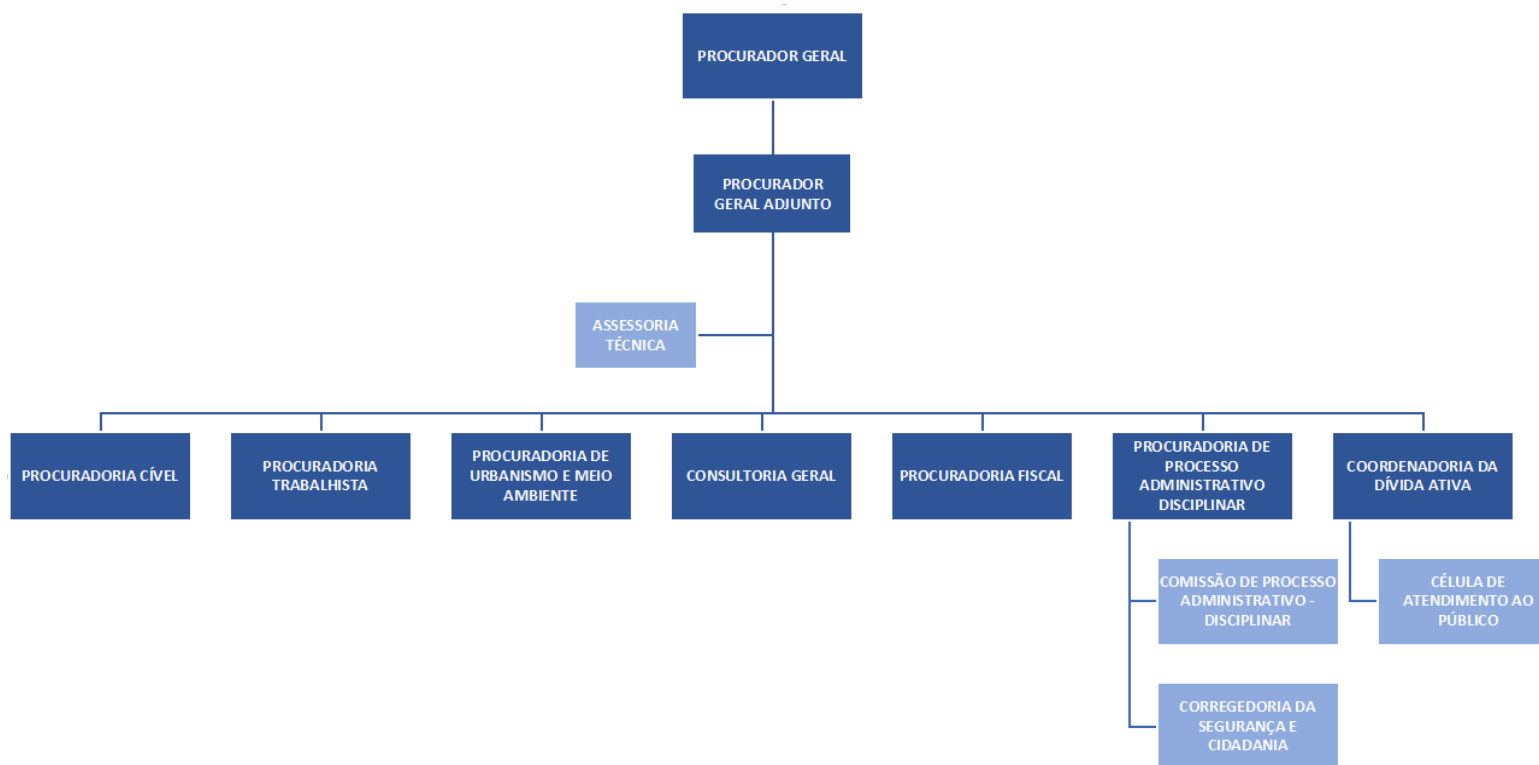 PROCURADOR GERAL
PROCURADOR
GERAL ADJUNTO
ASSESSORIA
TÉCNICA
PROCURADORIA CÍVEL
PROCURADORIA
TRABALHISTA
PROCURADORIA DE
URBANISMO E MEIO
AMBIENTE
CONSULTORIA GERAL
PROCURADORIA FISCAL
PROCURADORIA DE
PROCESSO
ADMINISTRATIVO
DISCIPLINAR
COORDENADORIA DA
DÍVIDA ATIVA
COMISSÃO DE PROCESSO
ADMINISTRATIVO -
DISCIPLINAR
CÉLULA DE
ATENDIMENTO AO
PÚBLICO
CORREGEDORIA DA
SEGURANÇA E
CIDADANIA